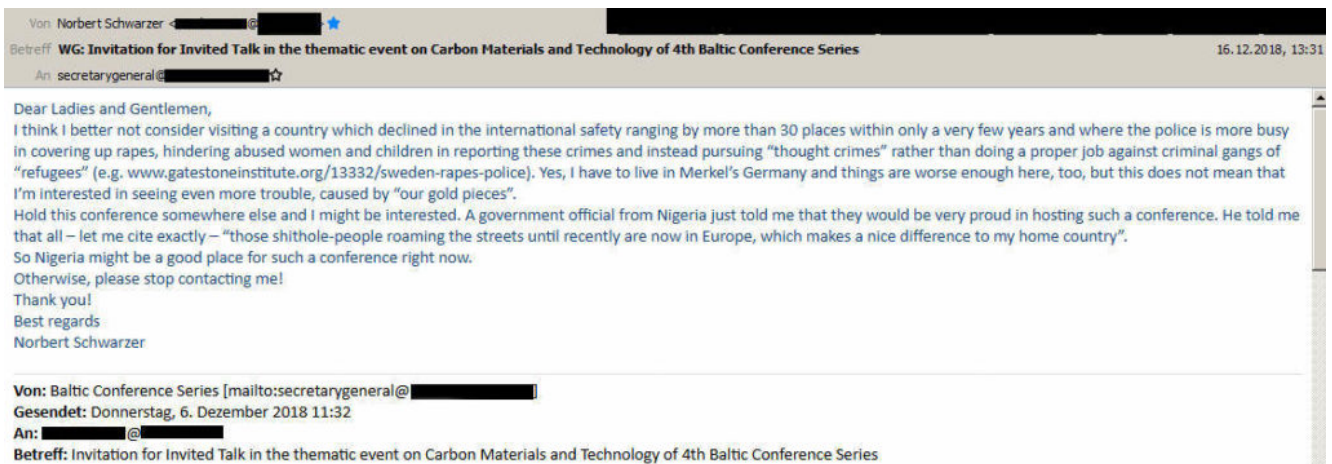 Von Norbert Schwarzer < @ >
Betreff WG: Invitation for Invited Talk in the thematic event on Carbon Materials and Technology of 4th Baltic Conference Series 16.12.2018, 13:31
An secretarygeneral@
Dear Ladies and Gentlemen,
I think I better not consider visiting a country which declined in the international safety ranging by more than 30 places within only a very few years and where the police is more busy
in covering up rapes, hindering abused women and children in reporting these crimes and instead pursuing “thought crimes” rather than doing a proper job against criminal gangs of
“refugees” (e.g. www.gatestoneinstitute.org/13332/sweden-rapes-police). Yes, I have to live in Merkel’s Germany and things are worse enough here, too, but this does not mean that
I’m interested in seeing even more trouble, caused by “our gold pieces”.
Hold this conference somewhere else and I might be interested. A government official from Nigeria just told me that they would be very proud in hosting such a conference. He told me
that all – let me cite exactly – “those shithole-people roaming the streets until recently are now in Europe, which makes a nice difference to my home country”.
So Nigeria might be a good place for such a conference right now.
Otherwise, please stop contacting me!
Thank you!
Best regards
Norbert Schwarzer
Von: Baltic Conference Series [mailto:secretarygeneral@ ]
Gesendet: Donnerstag, 6. Dezember 2018 11:32
An: @
Betreff: Invitation for Invited Talk in the thematic event on Carbon Materials and Technology of 4th Baltic Conference Series